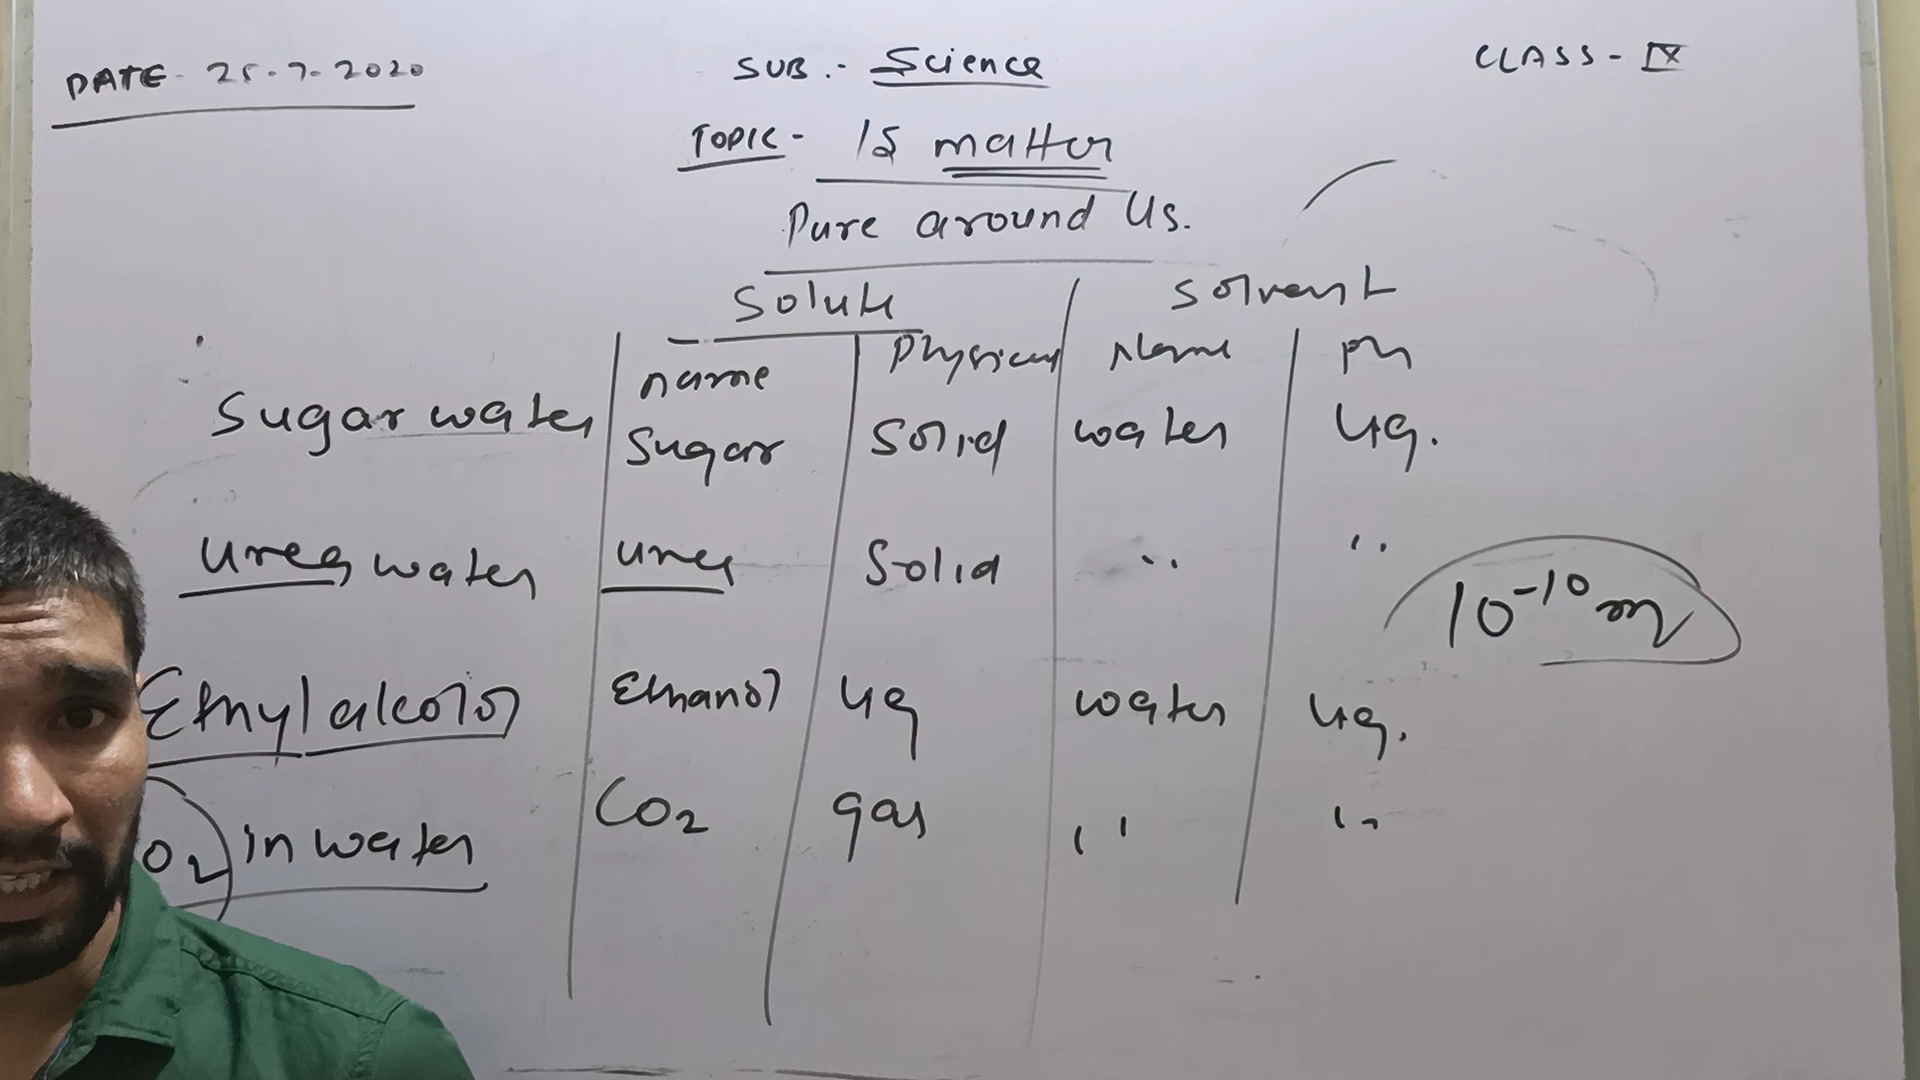 DATE - 25-7-2020
SUB.- Science
CLASS - IX
TOPIC - IS matter
Pure around Us.
Solute Solvent
name Physical Name Ph
Sugar water Sugar Solid water liq.
Urea water urea Solid " "
10-10 m
Ethyl alcohol Ethanol liq water liq.
O2 in water CO2 gas " "